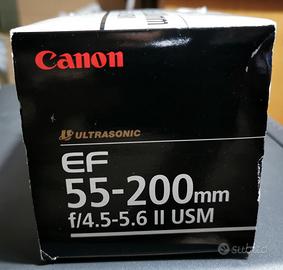 Canon
ULTRASONIC
EF
55-200mm
f/4.5-5.6 II USM
subito